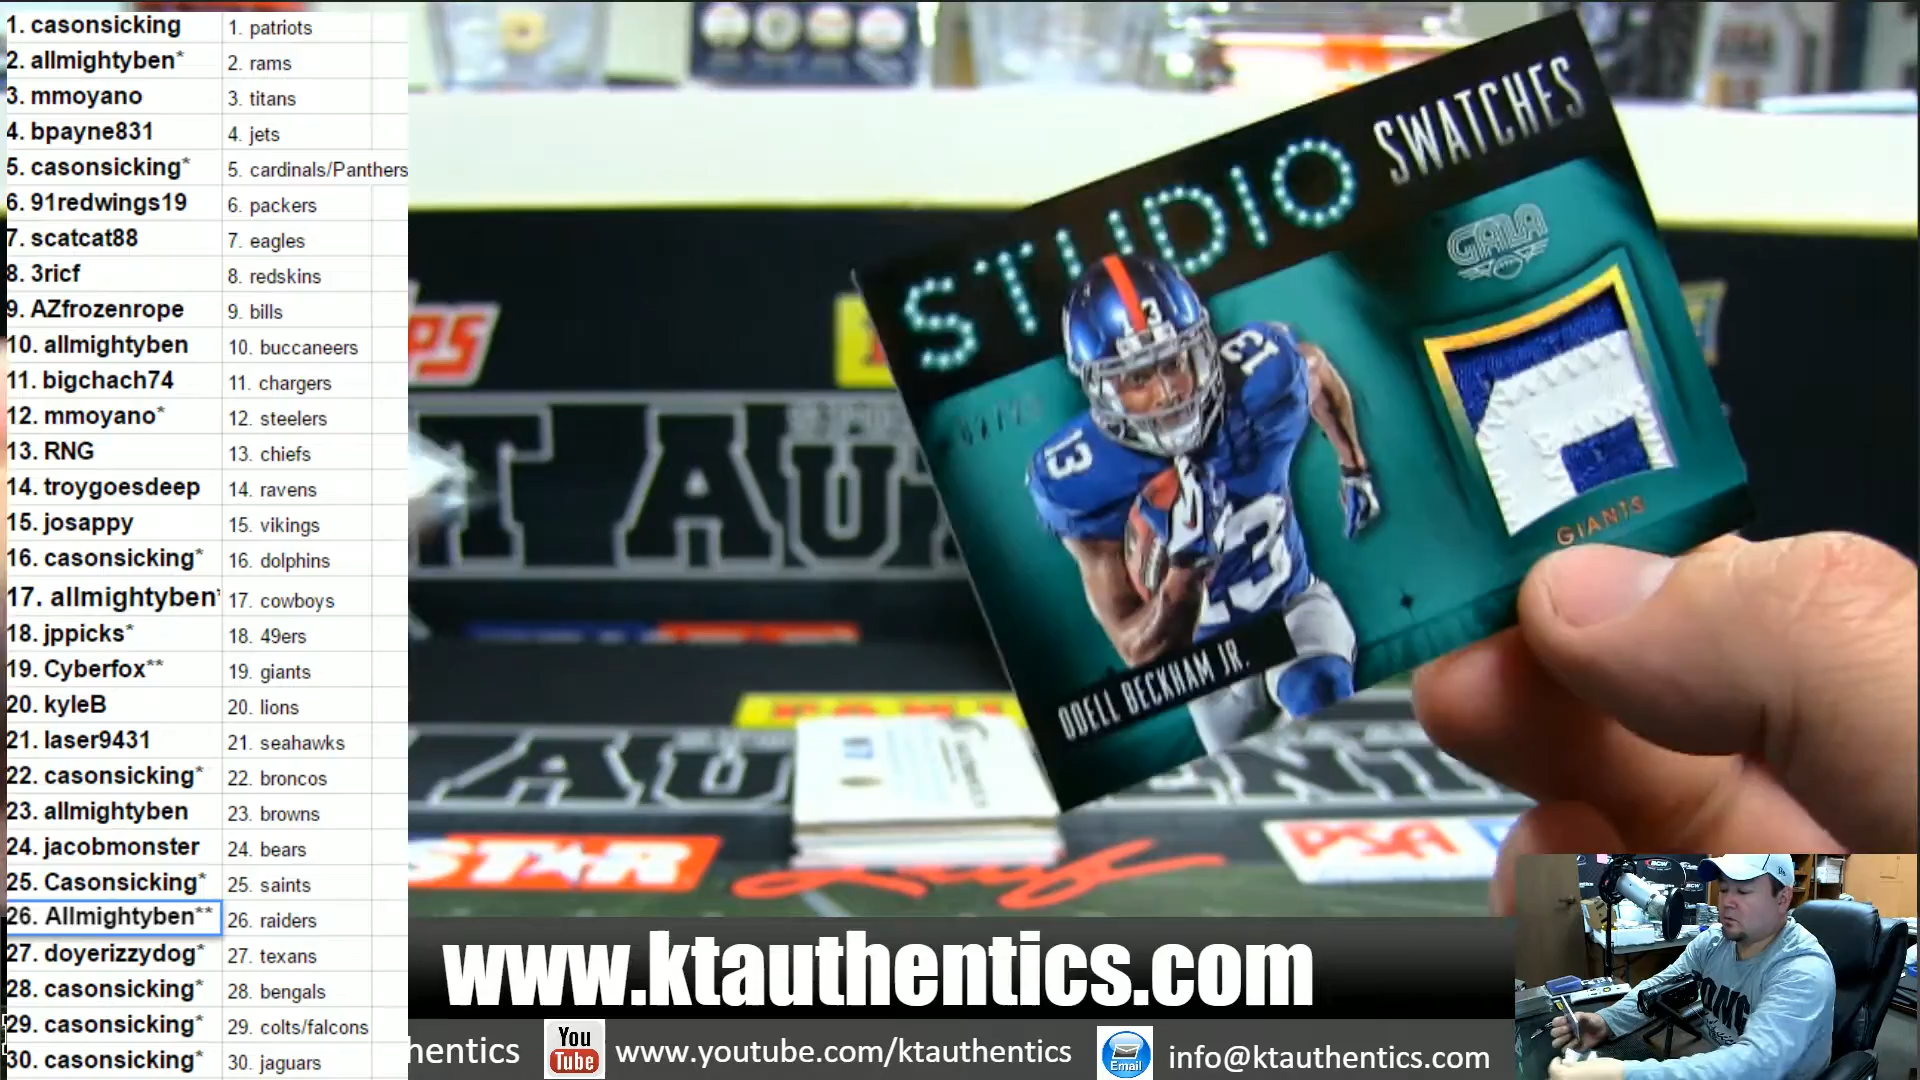 1. casonsicking 1. patriots
2. allmightyben* 2. rams
3. mmoyano 3. titans
4. bpayne831 4. jets
5. casonsicking* 5. cardinals/Panthers
6. 91redwings19 6. packers
7. scatcat88 7. eagles
8. 3ricf 8. redskins
9. AZfrozenrope 9. bills
10. allmightyben 10. buccaneers
11. bigchach74 11. chargers
12. mmoyano* 12. steelers
13. RNG 13. chiefs
14. troygoesdeep 14. ravens
15. josappy 15. vikings
16. casonsicking* 16. dolphins
17. allmightyben* 17. cowboys
18. jppicks* 18. 49ers
19. Cyberfox** 19. giants
20. kyleB 20. lions
21. laser9431 21. seahawks
22. casonsicking* 22. broncos
23. allmightyben 23. browns
24. jacobmonster 24. bears
25. Casonsicking* 25. saints
26. Allmightyben** 26. raiders
27. doyerizzydog* 27. texans
28. casonsicking* 28. bengals
29. casonsicking* 29. colts/falcons
30. casonsicking* 30. jaguars
STUDIO SWATCHES
GALA
13
13
13
GIANTS
ODELL BECKHAM JR.
PSA
www.ktauthentics.com
hentics You Tube www.youtube.com/ktauthentics Email info@ktauthentics.com